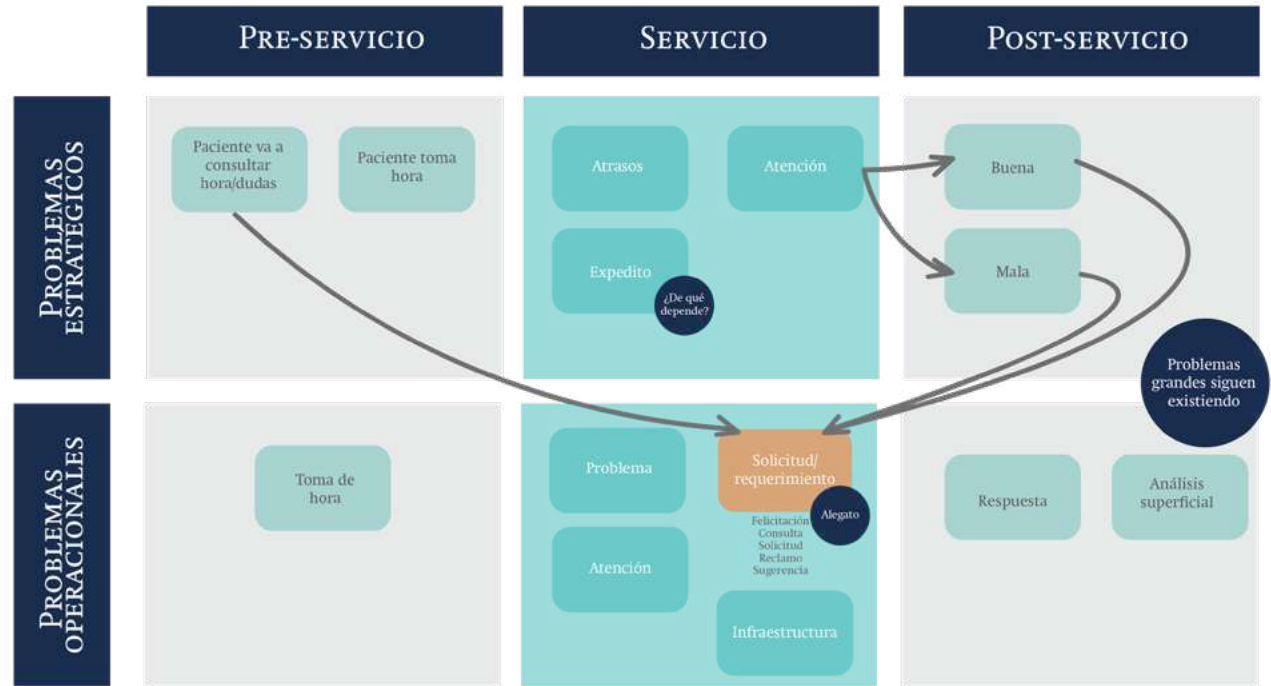 PRE-SERVICIO
SERVICIO
POST-SERVICIO
PROBLEMAS
ESTRATEGICOS
Paciente va a
consultar
hora/dudas
Paciente toma
hora
Atrasos
Atención
Expedito
¿De qué
depende?
Buena
Mala
Problemas
grandes siguen
existiendo
PROBLEMAS
OPERACIONALES
Toma de
hora
Problema
Solicitud/
requerimiento
Alegato
Felicitación
Consulta
Solicitud
Reclamo
Sugerencia
Atención
Infraestructura
Respuesta
Análisis
superficial